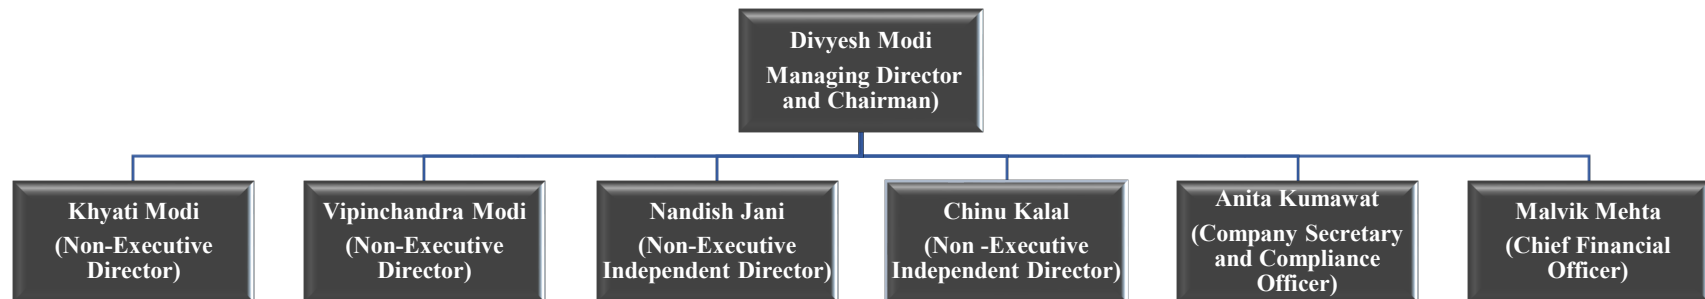 Divyesh Modi
Managing Director
and Chairman)
Khyati Modi
(Non-Executive
Director)
Vipinchandra Modi
(Non-Executive
Director)
Nandish Jani
(Non-Executive
Independent Director)
Chinu Kalal
(Non -Executive
Independent Director)
Anita Kumawat
(Company Secretary
and Compliance
Officer)
Malvik Mehta
(Chief Financial
Officer)